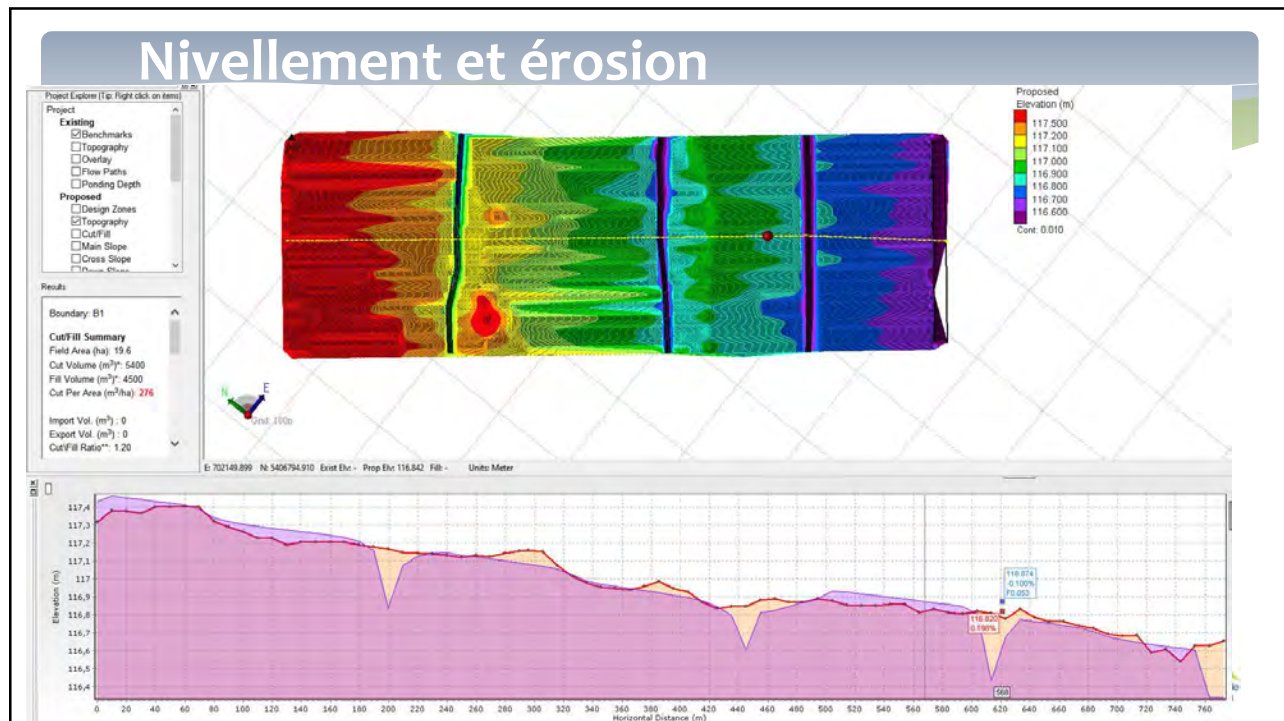 Nivellement et érosion
Project Explorer (Tip: Right click on items)
Project
Existing
Benchmarks
Topography
Overlay
Flow Paths
Ponding Depth
Proposed
Design Zones
Topography
Cut/Fill
Main Slope
Cross Slope
Down Slope
Results
Boundary: B1
Cut/Fill Summary
Field Area (ha): 19.6
Cut Volume (m³)*: 5400
Fill Volume (m³)*: 4500
Cut Per Area (m³/ha): 276
Import Vol. (m³) : 0
Export Vol. (m³) : 0
Cut\Fill Ratio**: 1.20
Proposed
Elevation (m)
117.500
117.200
117.100
117.000
116.900
116.800
116.700
116.600
Cont: 0.010
N
E
E: 702149.899 N: 5406794.910 Exist Elv: - Prop Elv: 116.842 Fill: - Units: Meter
Elevation (m)
117,4
117,3
117,2
117,1
117
116,9
116,8
116,7
116,6
116,5
116,4
116.874
-0.100%
F0.053
116.820
0.190%
568
0 20 40 60 80 100 120 140 160 180 200 220 240 260 280 300 320 340 360 380 400 420 440 460 480 500 520 540 560 580 600 620 640 660 680 700 720 740 760
Horizontal Distance (m)